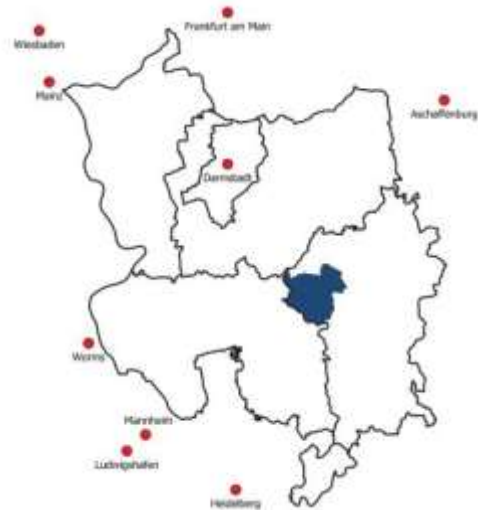 Frankfurt am Main
Wiesbaden
Mainz
Aschaffenburg
Darmstadt
Worms
Mannheim
Ludwigshafen
Heidelberg